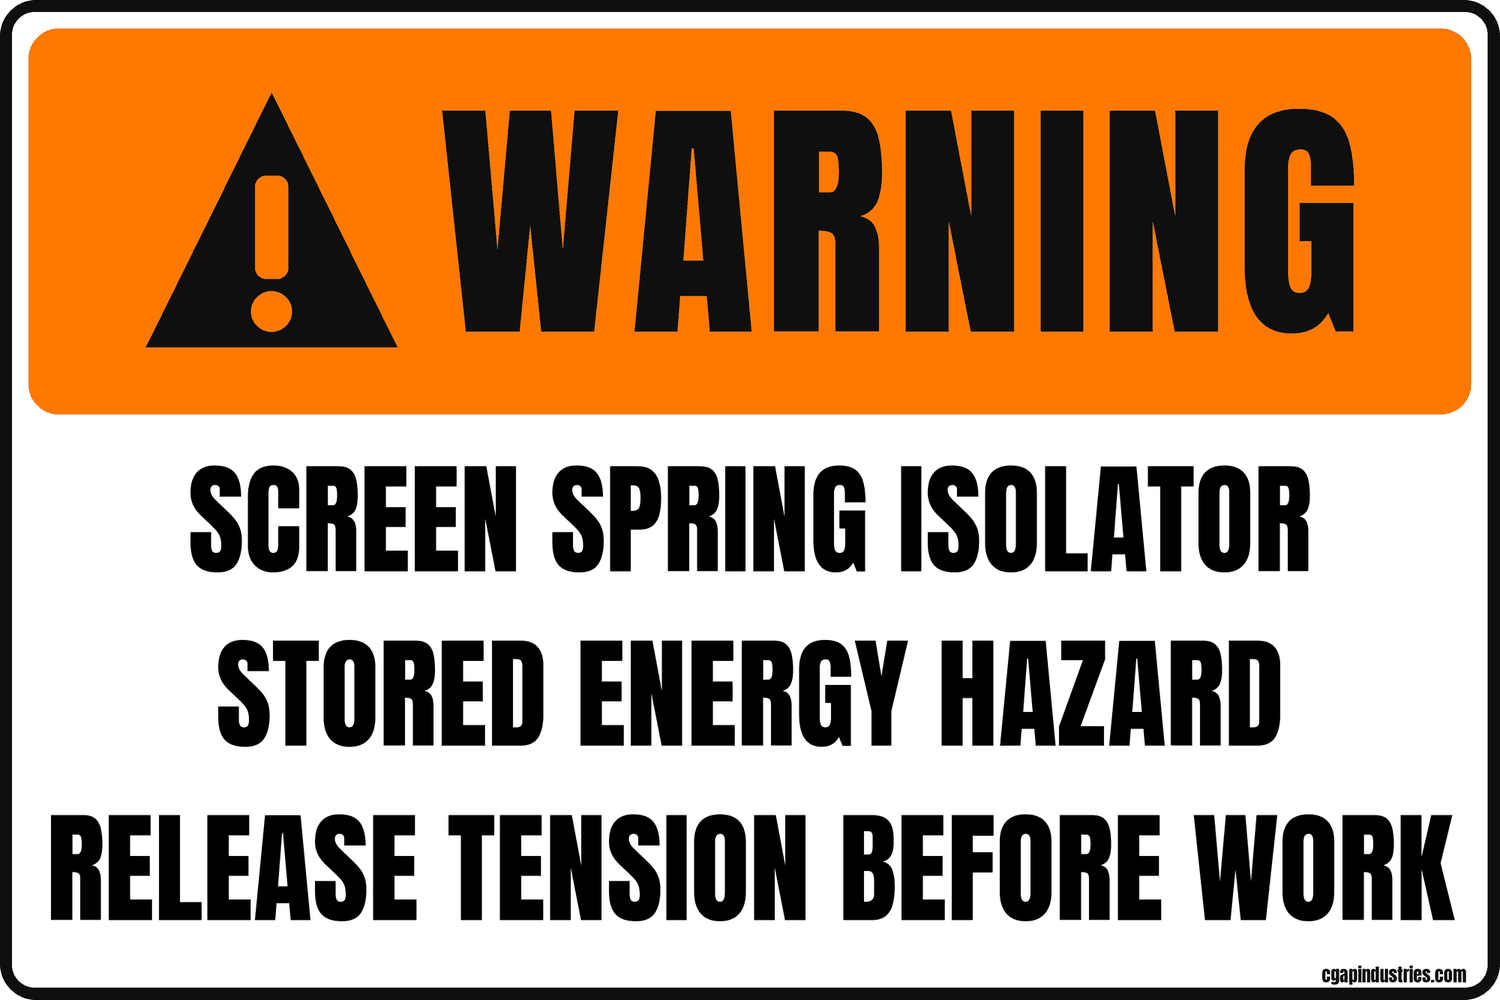 WARNING
SCREEN SPRING ISOLATOR
STORED ENERGY HAZARD
RELEASE TENSION BEFORE WORK
cgapindustries.com